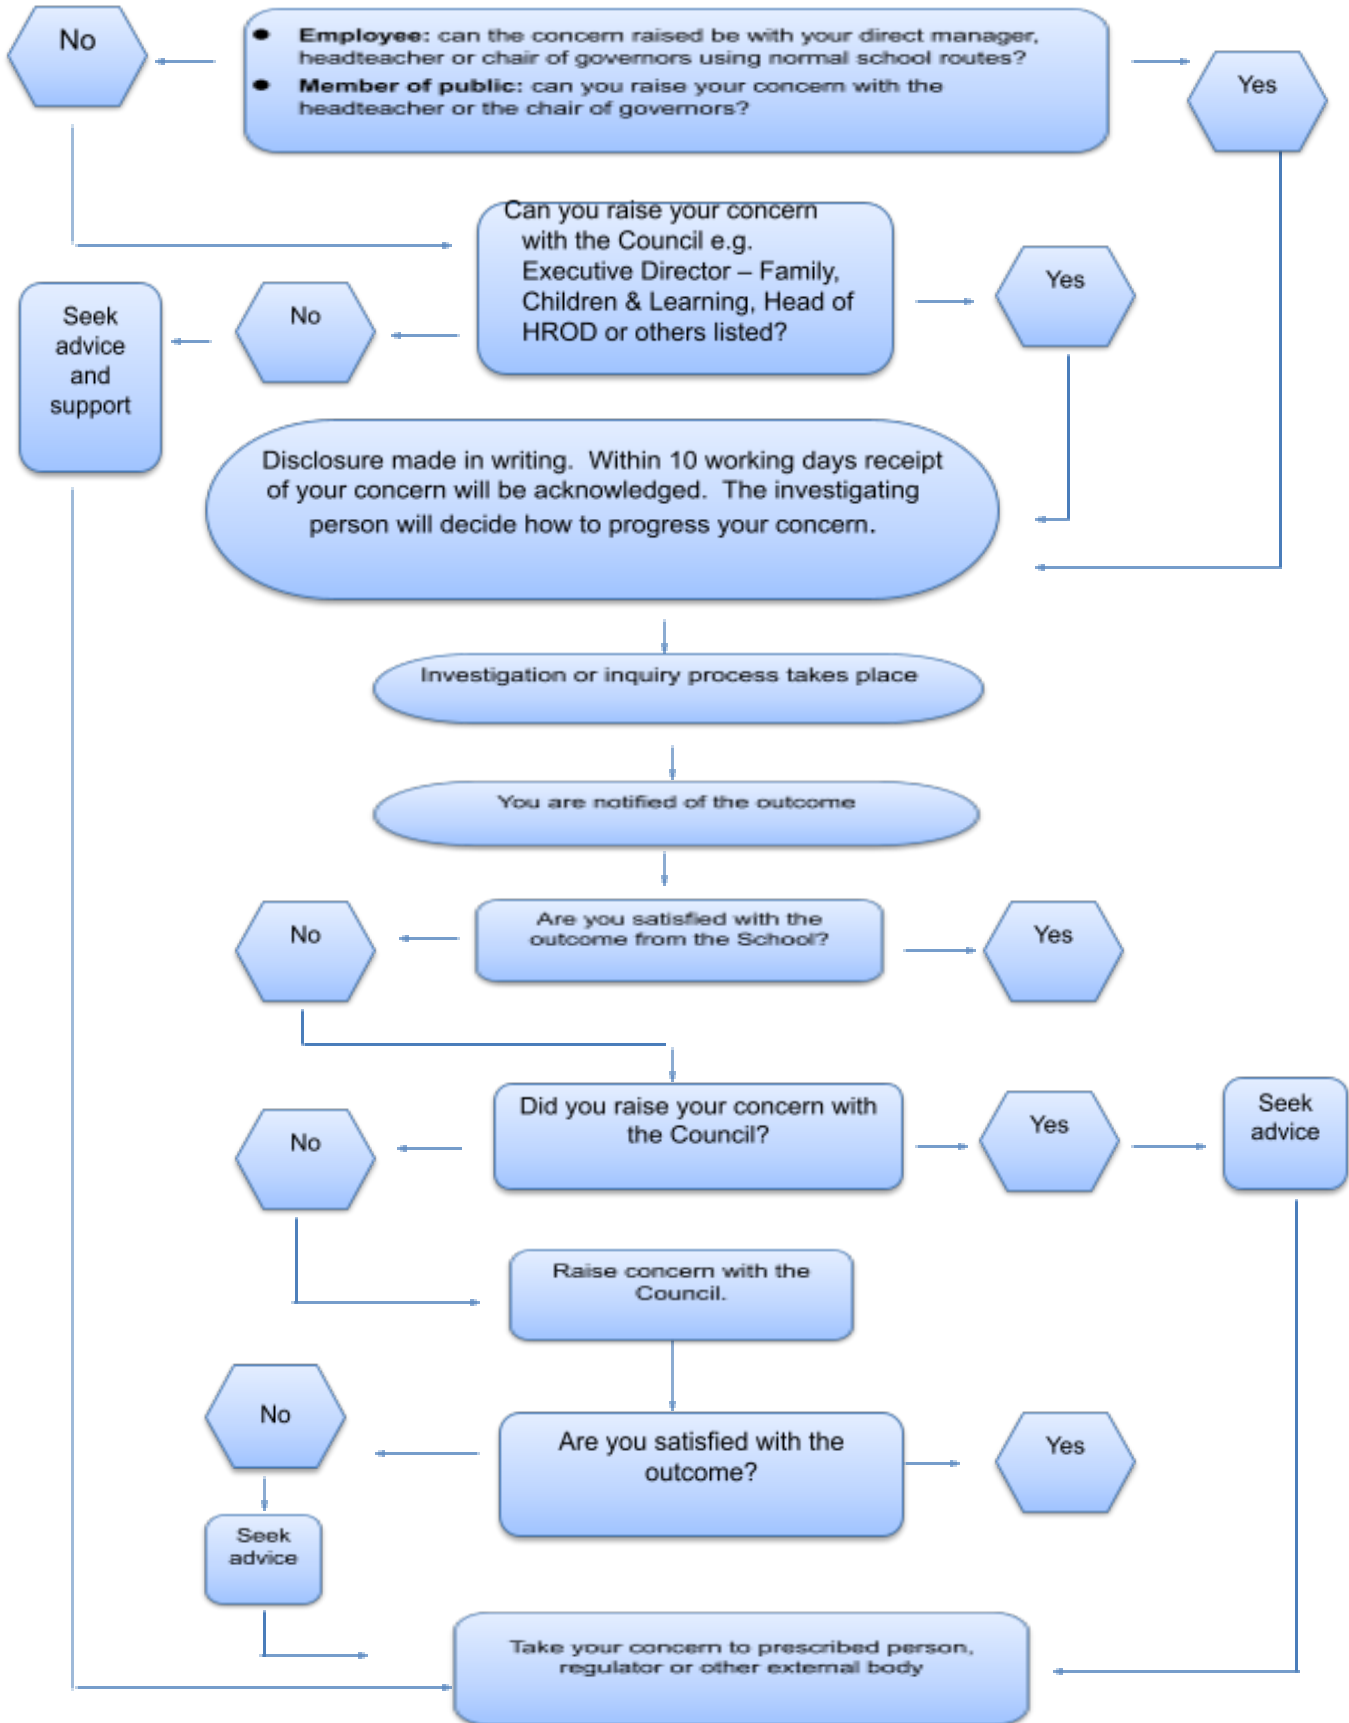 No
● Employee: can the concern raised be with your direct manager,
headteacher or chair of governors using normal school routes?
● Member of public: can you raise your concern with the
headteacher or the chair of governors?
Yes
Can you raise your concern
with the Council e.g.
Executive Director – Family,
Children & Learning, Head of
HROD or others listed?
Yes
No
Seek
advice
and
support
Disclosure made in writing. Within 10 working days receipt
of your concern will be acknowledged. The investigating
person will decide how to progress your concern.
Investigation or inquiry process takes place
You are notified of the outcome
Are you satisfied with the
outcome from the School?
No
Yes
Did you raise your concern with
the Council?
No
Yes
Seek
advice
Raise concern with the
Council.
No
Are you satisfied with the
outcome?
Yes
Seek
advice
Take your concern to prescribed person,
regulator or other external body